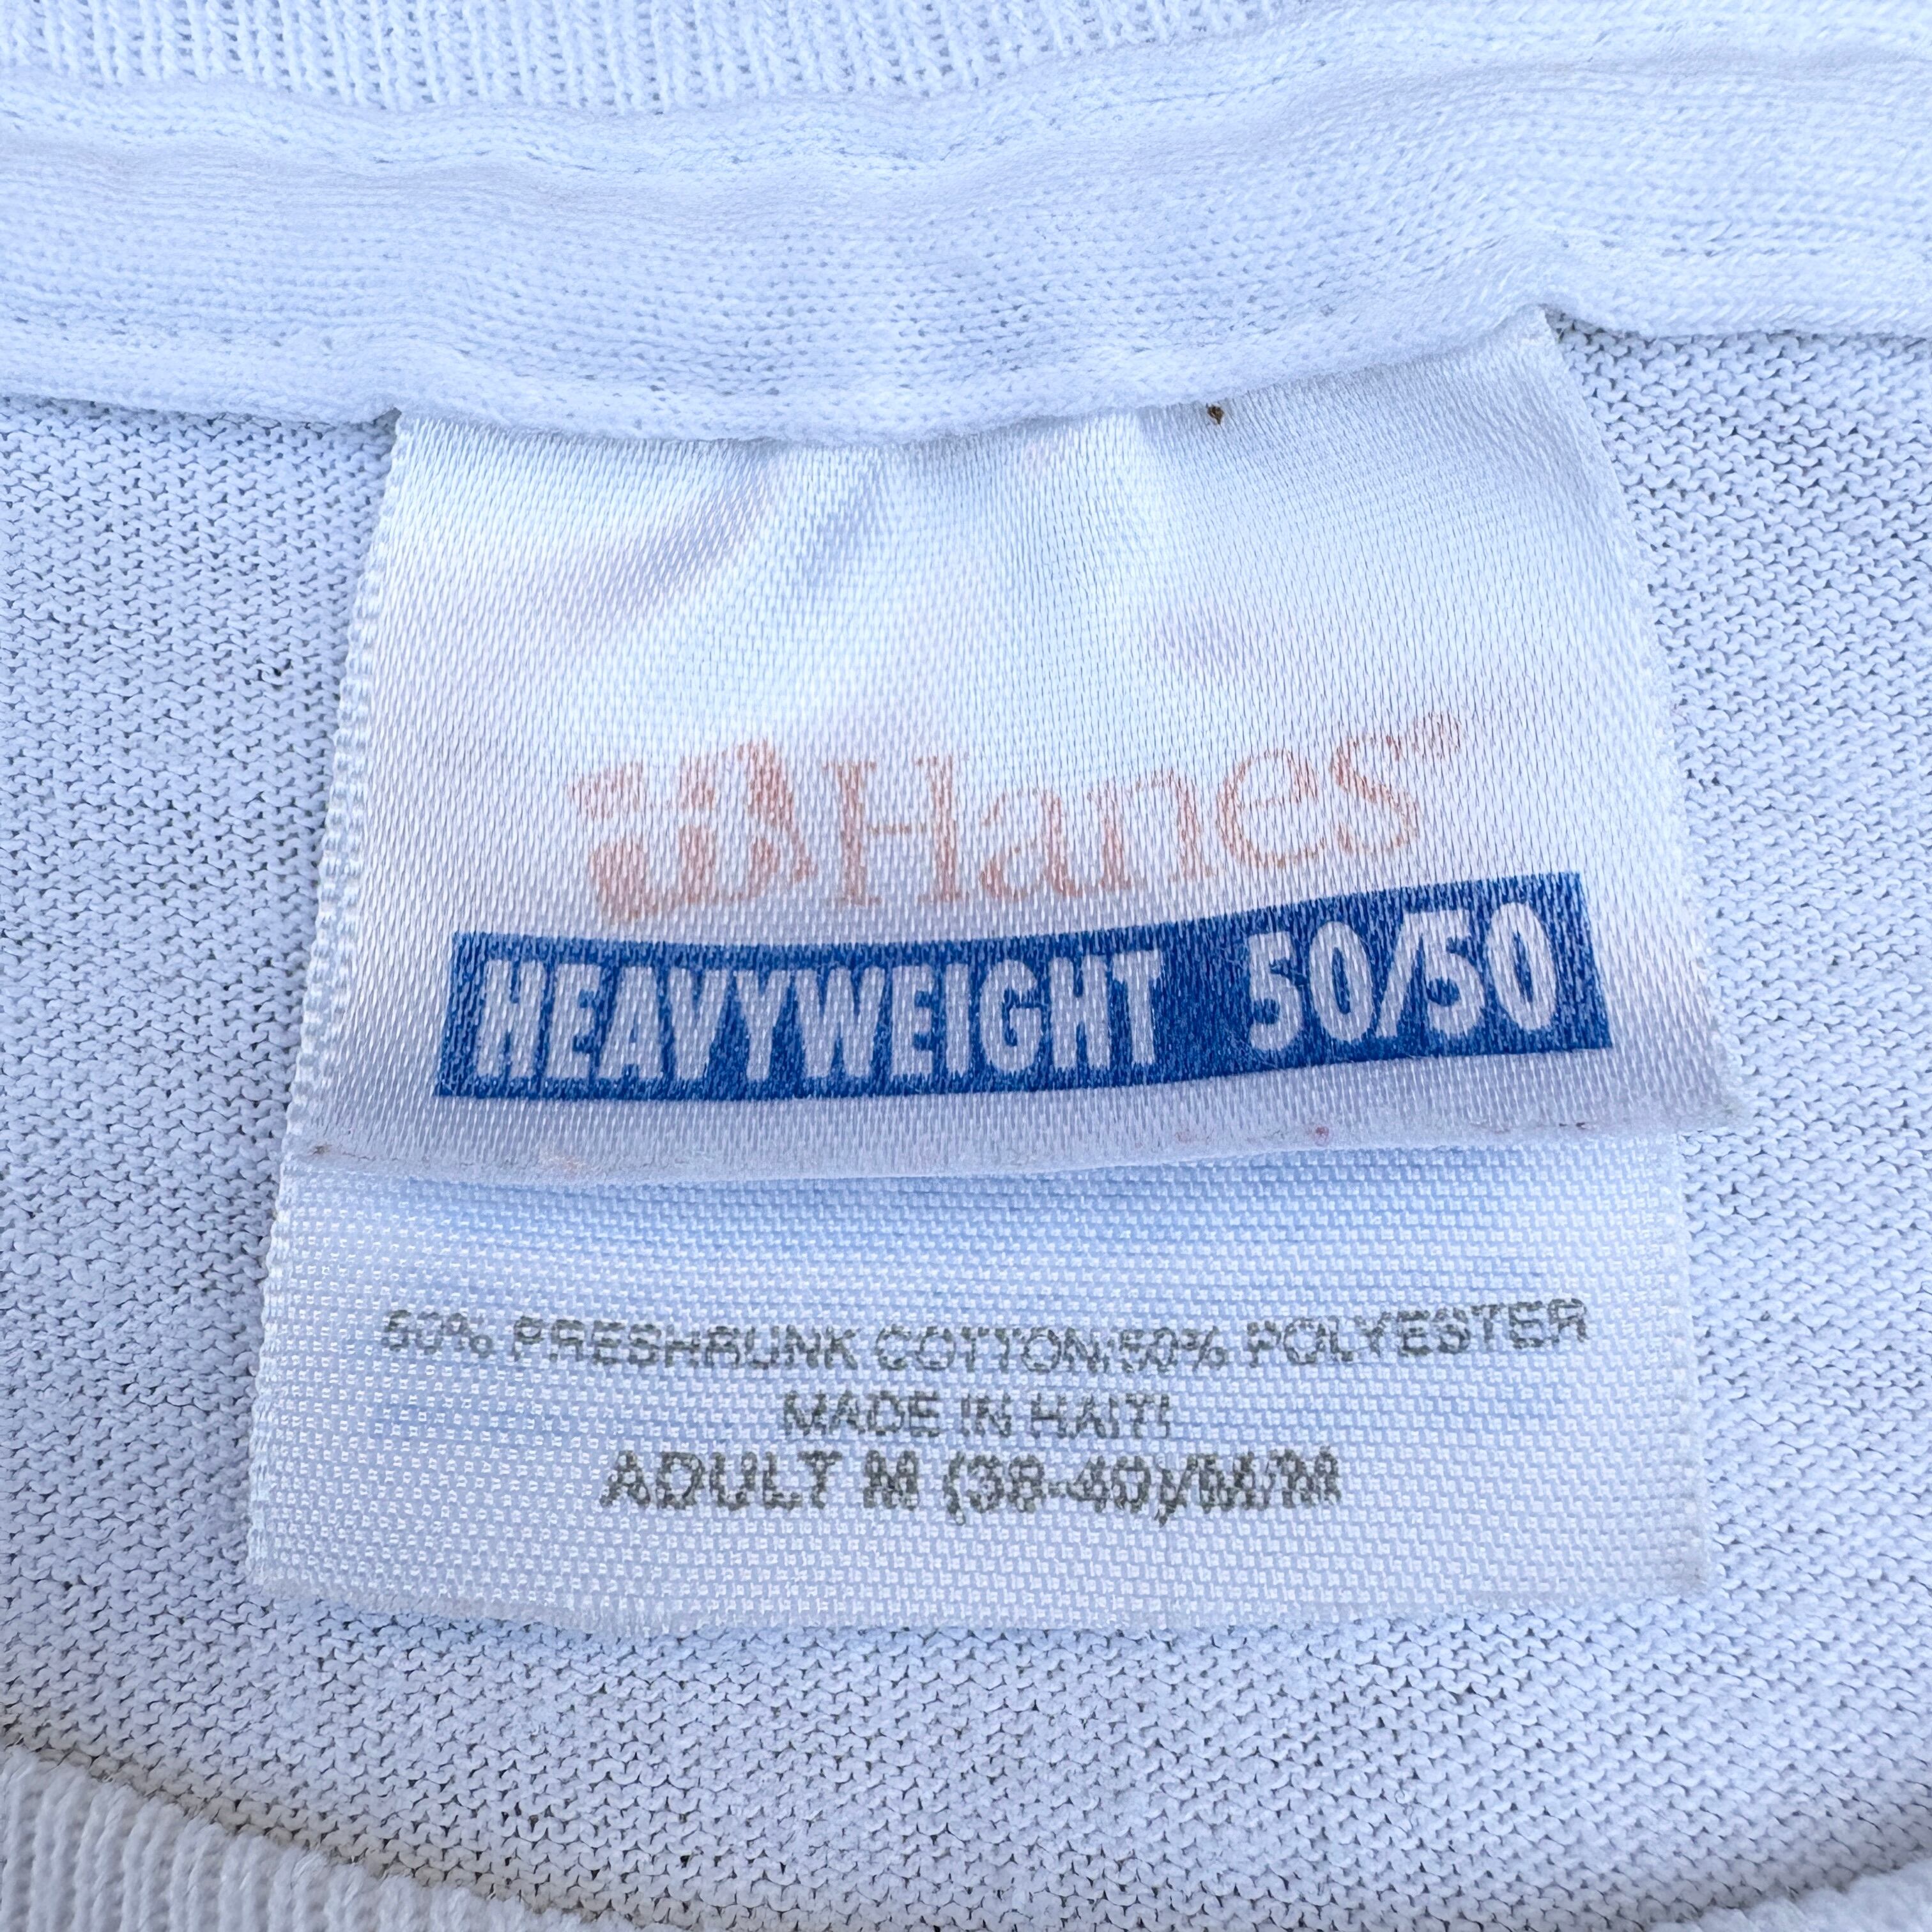 Hanes®
HEAVYWEIGHT 50/50
50% PRESHRUNK COTTON/50% POLYESTER
MADE IN HAITI
ADULT M (38-40)/M/M